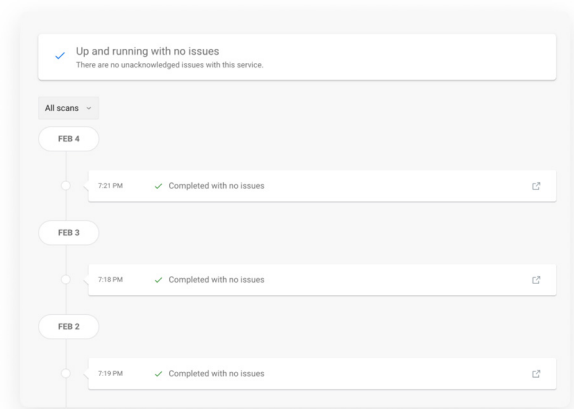 Up and running with no issues
There are no unacknowledged issues with this service.
All scans
FEB 4
7:21 PM Completed with no issues
FEB 3
7:18 PM Completed with no issues
FEB 2
7:19 PM Completed with no issues